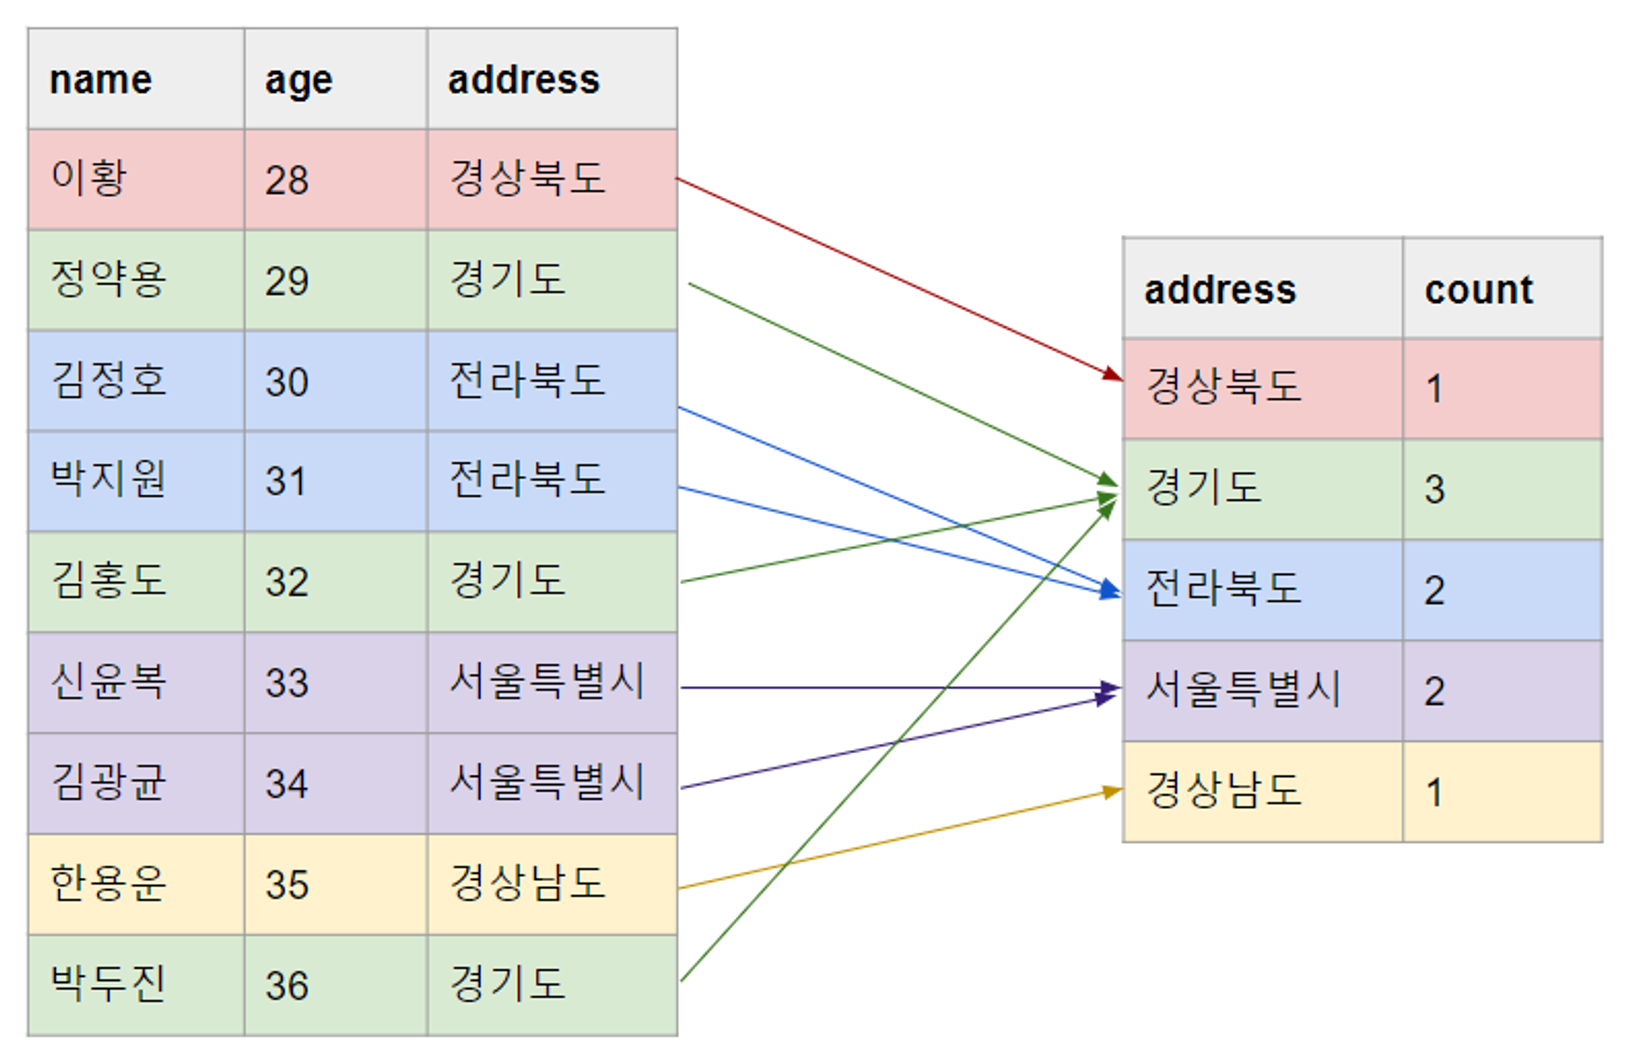 name age address
이황 28 경상북도
정약용 29 경기도
김정호 30 전라북도
박지원 31 전라북도
김홍도 32 경기도
신윤복 33 서울특별시
김광균 34 서울특별시
한용운 35 경상남도
박두진 36 경기도
address count
경상북도 1
경기도 3
전라북도 2
서울특별시 2
경상남도 1